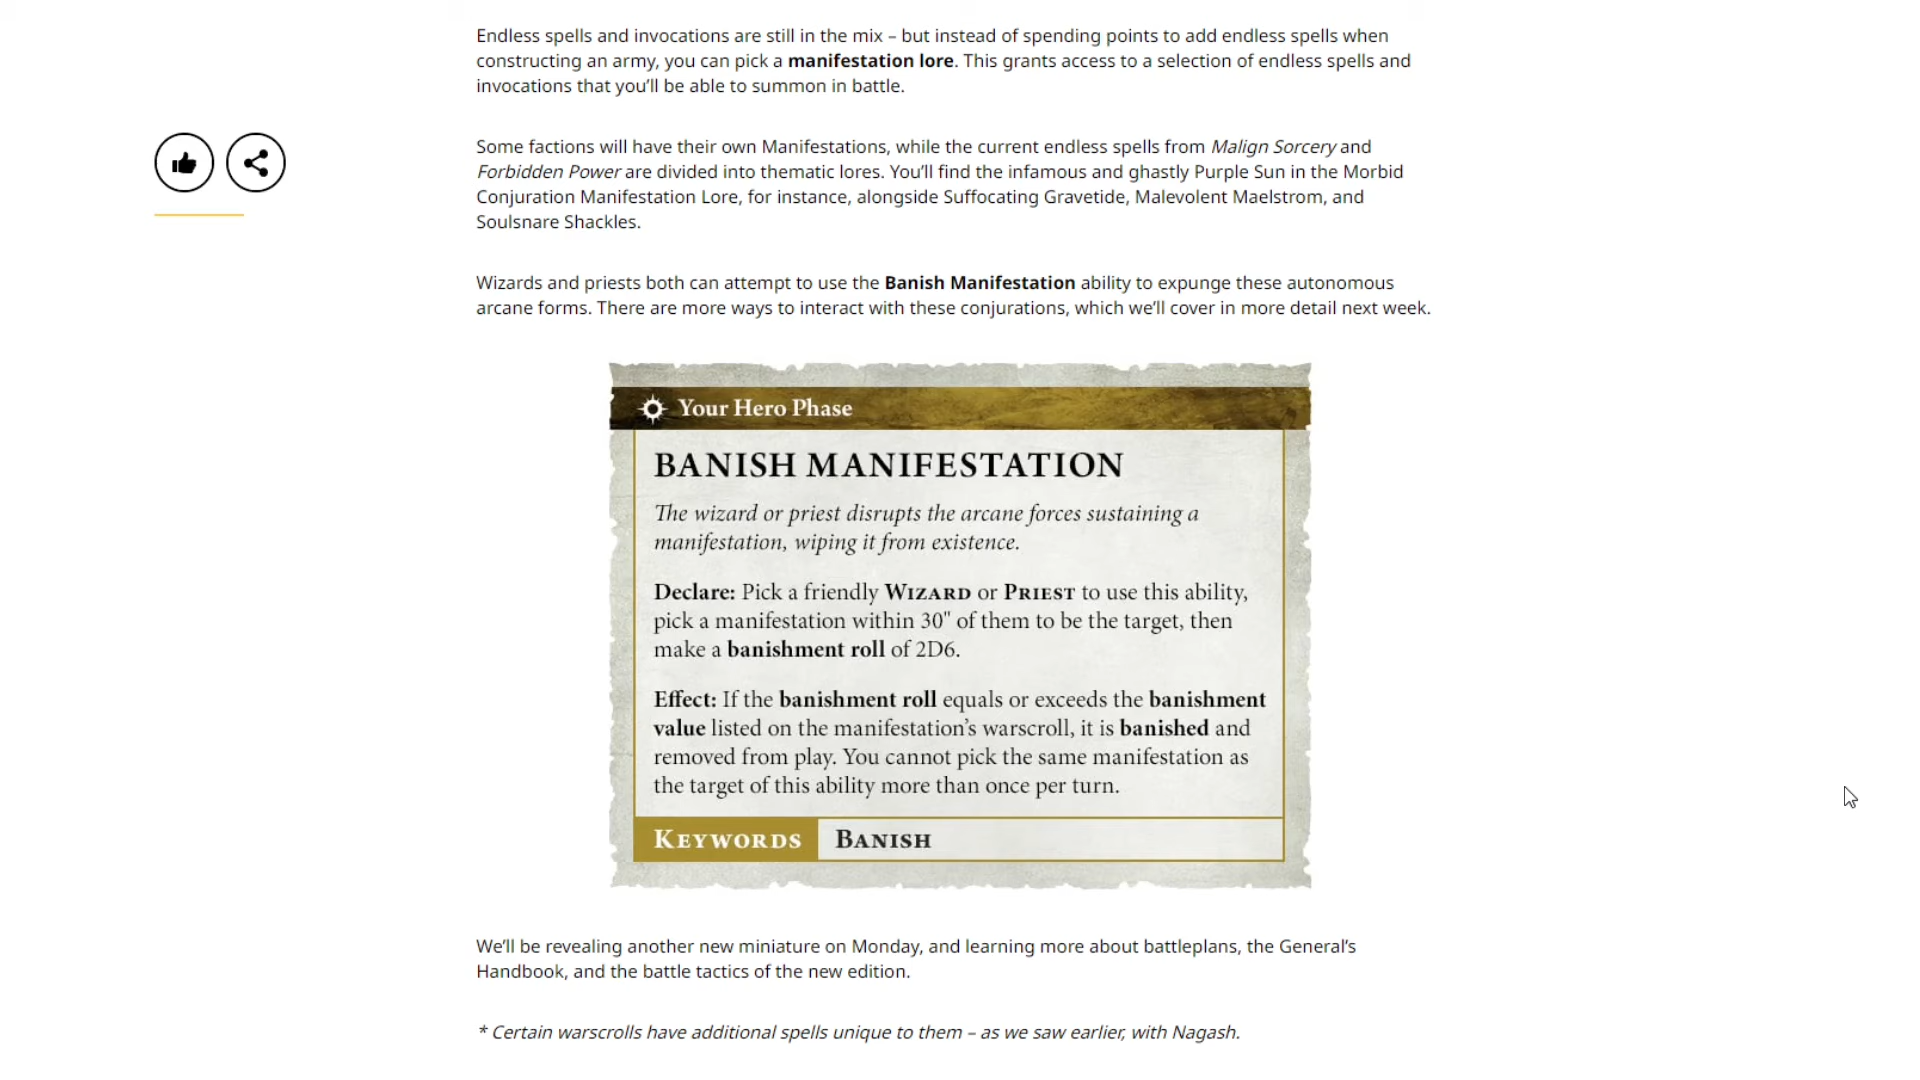 Endless spells and invocations are still in the mix – but instead of spending points to add endless spells when
constructing an army, you can pick a manifestation lore. This grants access to a selection of endless spells and
invocations that you’ll be able to summon in battle.
Some factions will have their own Manifestations, while the current endless spells from Malign Sorcery and
Forbidden Power are divided into thematic lores. You’ll find the infamous and ghastly Purple Sun in the Morbid
Conjuration Manifestation Lore, for instance, alongside Suffocating Gravetide, Malevolent Maelstrom, and
Soulsnare Shackles.
Wizards and priests both can attempt to use the Banish Manifestation ability to expunge these autonomous
arcane forms. There are more ways to interact with these conjurations, which we’ll cover in more detail next week.
Your Hero Phase
BANISH MANIFESTATION
The wizard or priest disrupts the arcane forces sustaining a
manifestation, wiping it from existence.
Declare: Pick a friendly WIZARD or PRIEST to use this ability,
pick a manifestation within 30" of them to be the target, then
make a banishment roll of 2D6.
Effect: If the banishment roll equals or exceeds the banishment
value listed on the manifestation’s warscroll, it is banished and
removed from play. You cannot pick the same manifestation as
the target of this ability more than once per turn.
KEYWORDS BANISH
We’ll be revealing another new miniature on Monday, and learning more about battleplans, the General’s
Handbook, and the battle tactics of the new edition.
* Certain warscrolls have additional spells unique to them – as we saw earlier, with Nagash.